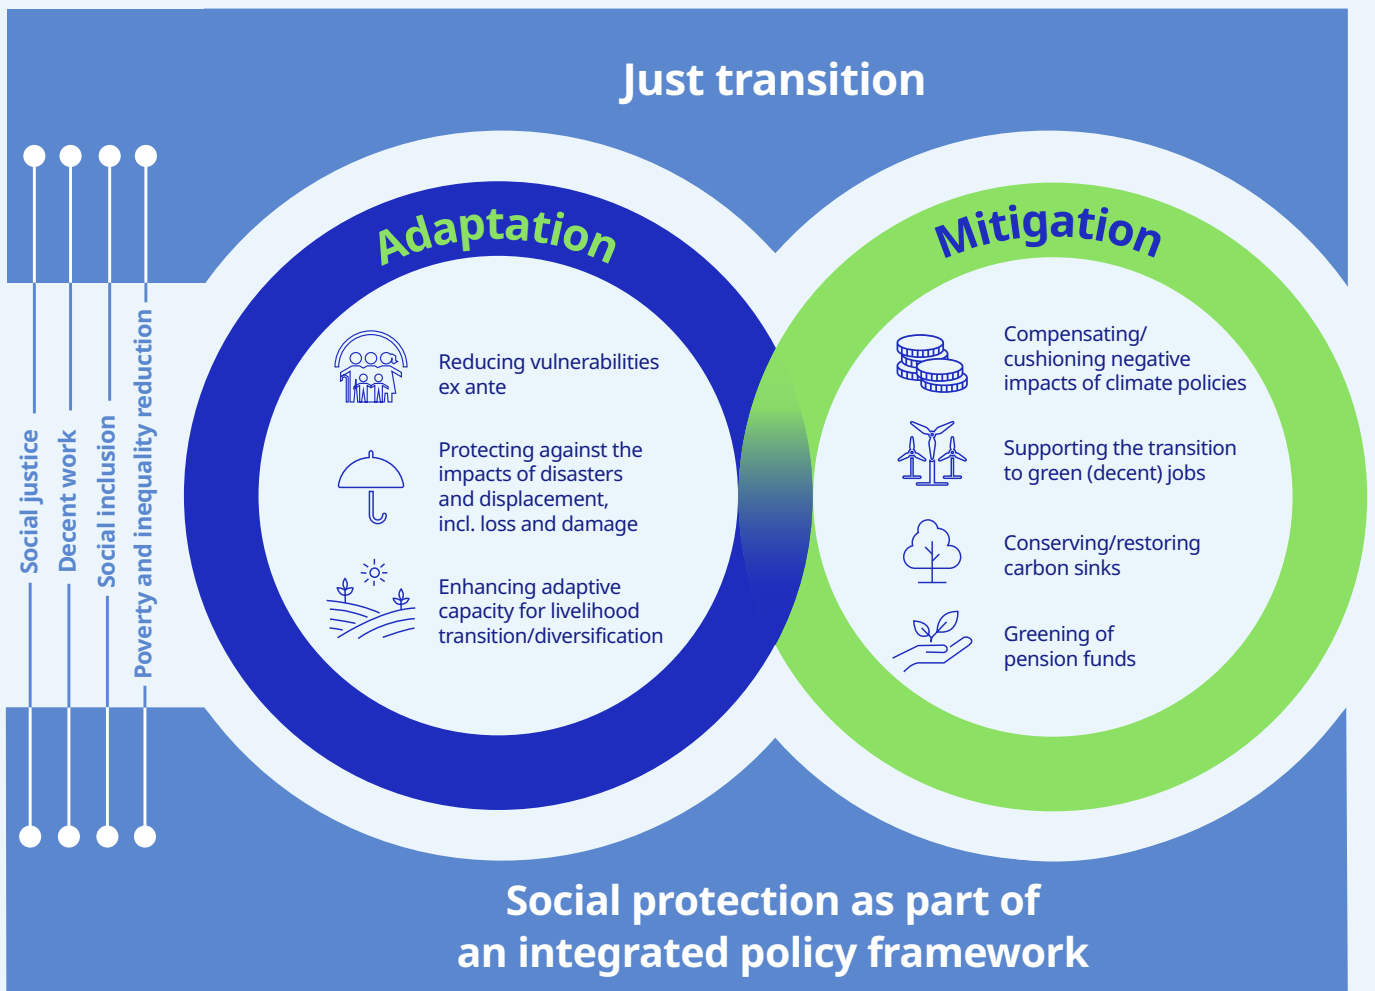 Just transition
Social justice
Decent work
Social inclusion
Poverty and inequality reduction
Adaptation
Reducing vulnerabilities
ex ante
Protecting against the
impacts of disasters
and displacement,
incl. loss and damage
Enhancing adaptive
capacity for livelihood
transition/diversification
Mitigation
Compensating/
cushioning negative
impacts of climate policies
Supporting the transition
to green (decent) jobs
Conserving/restoring
carbon sinks
Greening of
pension funds
Social protection as part of
an integrated policy framework